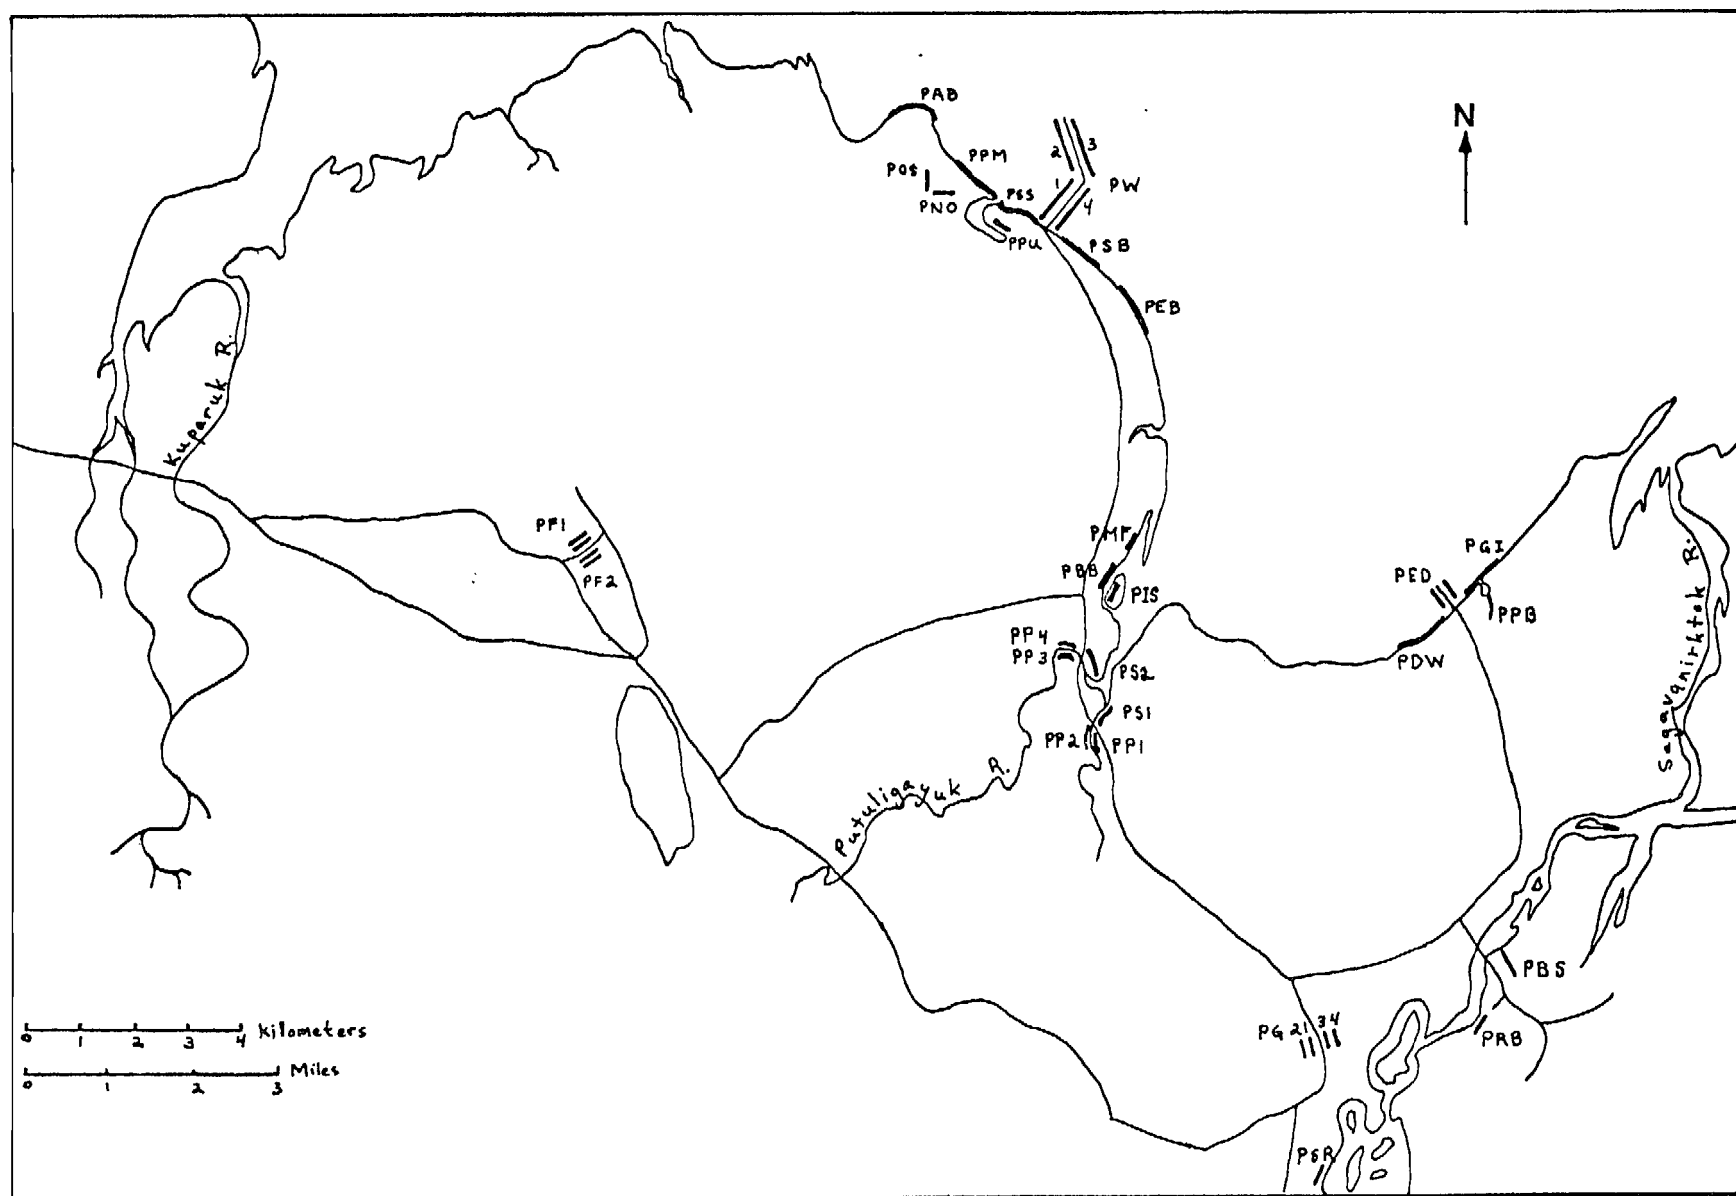 PAB
N
2
3
PPM
POS
1
PW
PNO
PSS
4
PPU
PSB
PEB
Kuparuk R.
PF1
PF2
PMF
PBB
PIS
PGI
PED
PPB
PDW
PP4
PP3
PS2
PS1
PP2
PP1
Putuligayuk R.
Sagavanirktok R.
PBS
PRB
PG 21 34
PSR
0 1 2 3 4 kilometers
0 1 2 3 Miles